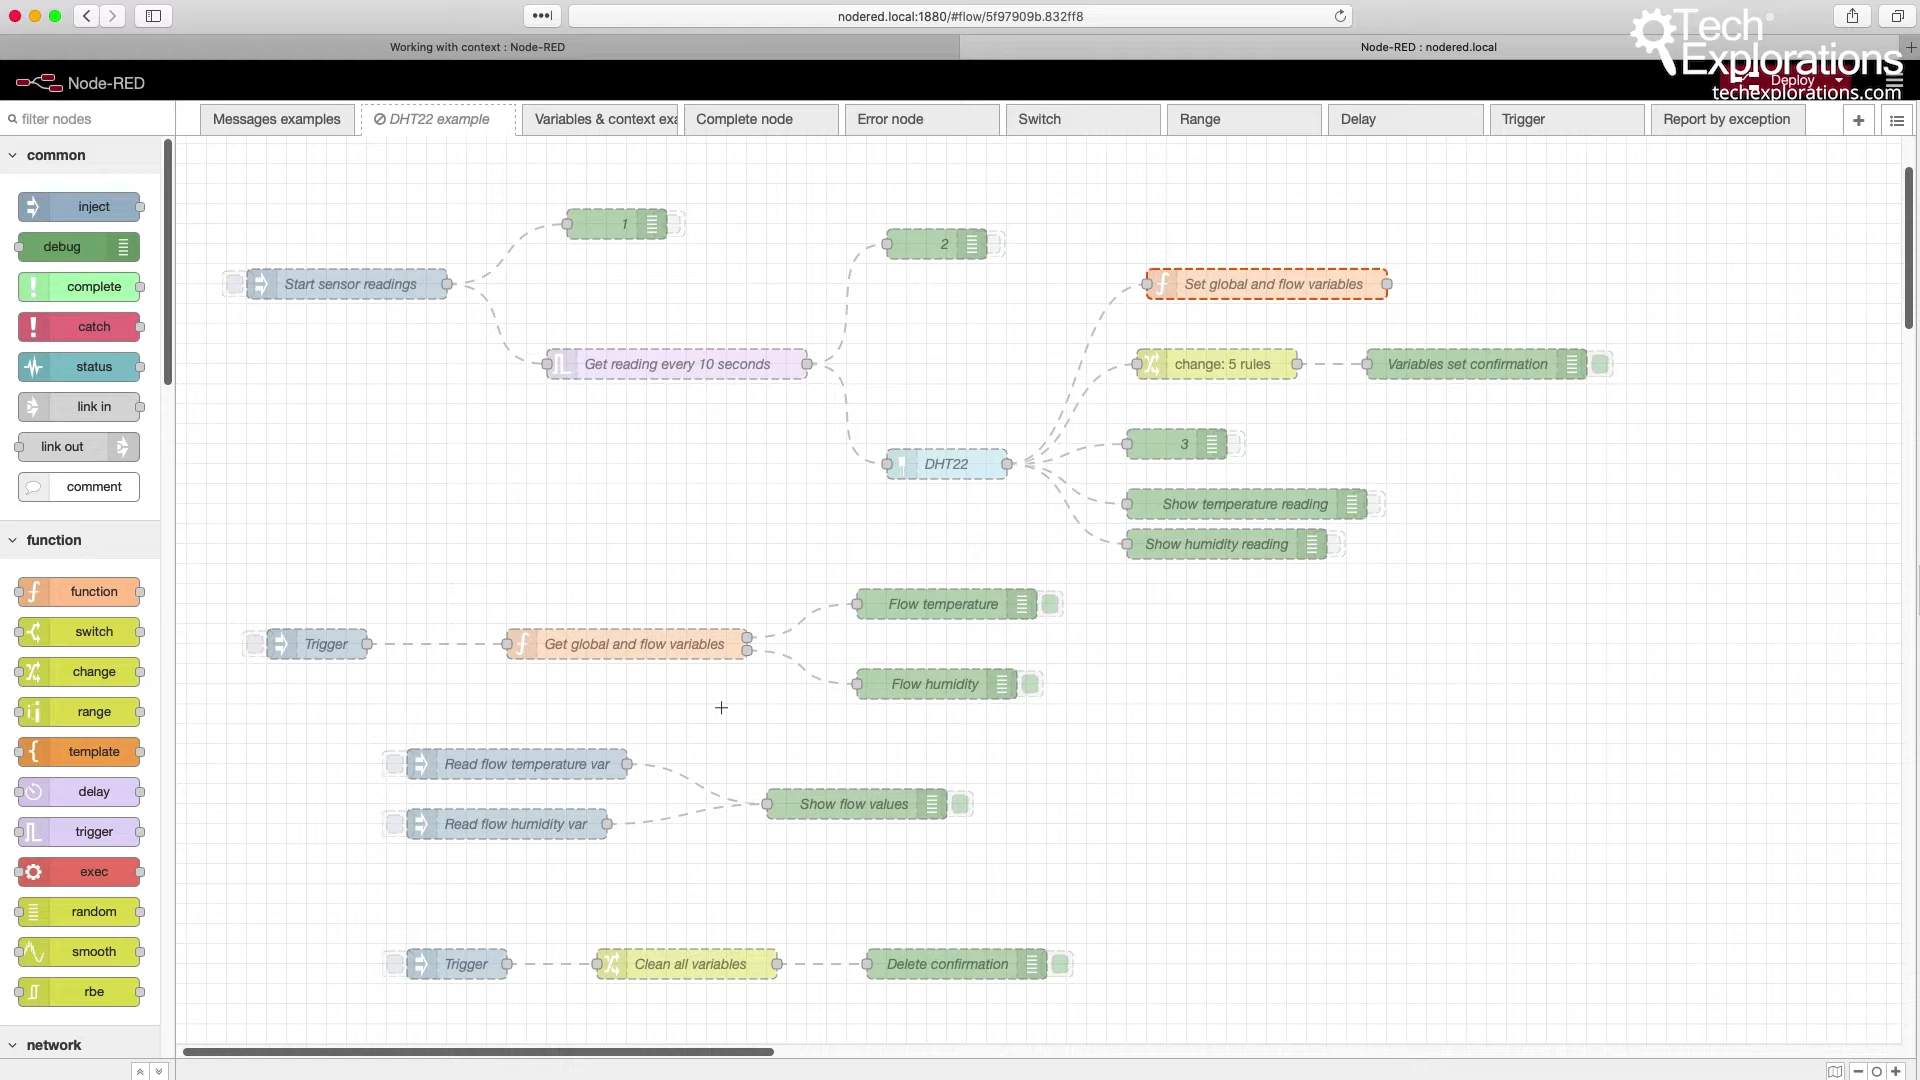 nodered.local:1880/#flow/5f97909b.832ff8
Working with context : Node-RED
Node-RED : nodered.local
Tech
Explorations
techexplorations.com
Node-RED
Deploy
filter nodes
Messages examples
DHT22 example
Variables & context exa
Complete node
Error node
Switch
Range
Delay
Trigger
Report by exception
common
inject
debug
complete
catch
status
link in
link out
comment
function
function
switch
change
range
template
delay
trigger
exec
random
smooth
rbe
network
1
2
Start sensor readings
Set global and flow variables
Get reading every 10 seconds
change: 5 rules
Variables set confirmation
3
DHT22
Show temperature reading
Show humidity reading
Flow temperature
Trigger
Get global and flow variables
Flow humidity
Read flow temperature var
Show flow values
Read flow humidity var
Trigger
Clean all variables
Delete confirmation